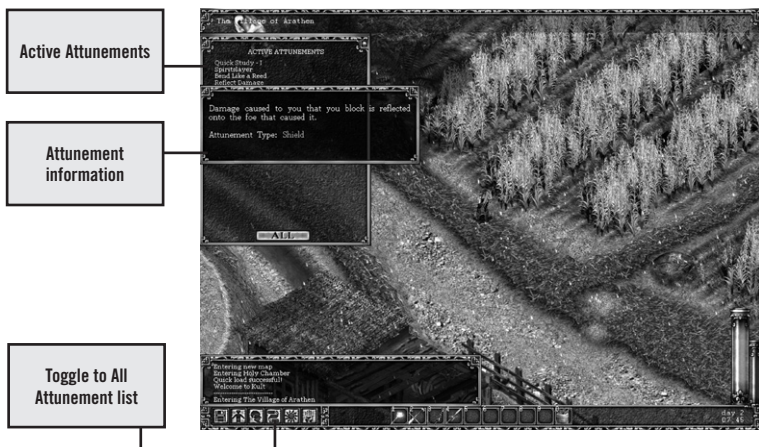 Active Attunements
Attunement
information
Toggle to All
Attunement list
The Village of Arathen
ACTIVE ATTUNEMENTS
Quick Study - I
Spiritslayer
Bend Like a Reed
Reflect Damage
Damage caused to you that you block is reflected
onto the foe that caused it.
Attunement Type: Shield
ALL
Entering new map
Entering Holy Chamber
Quick load successful!
Welcome to Kult
Entering The Village of Arathen
day 2
07:45